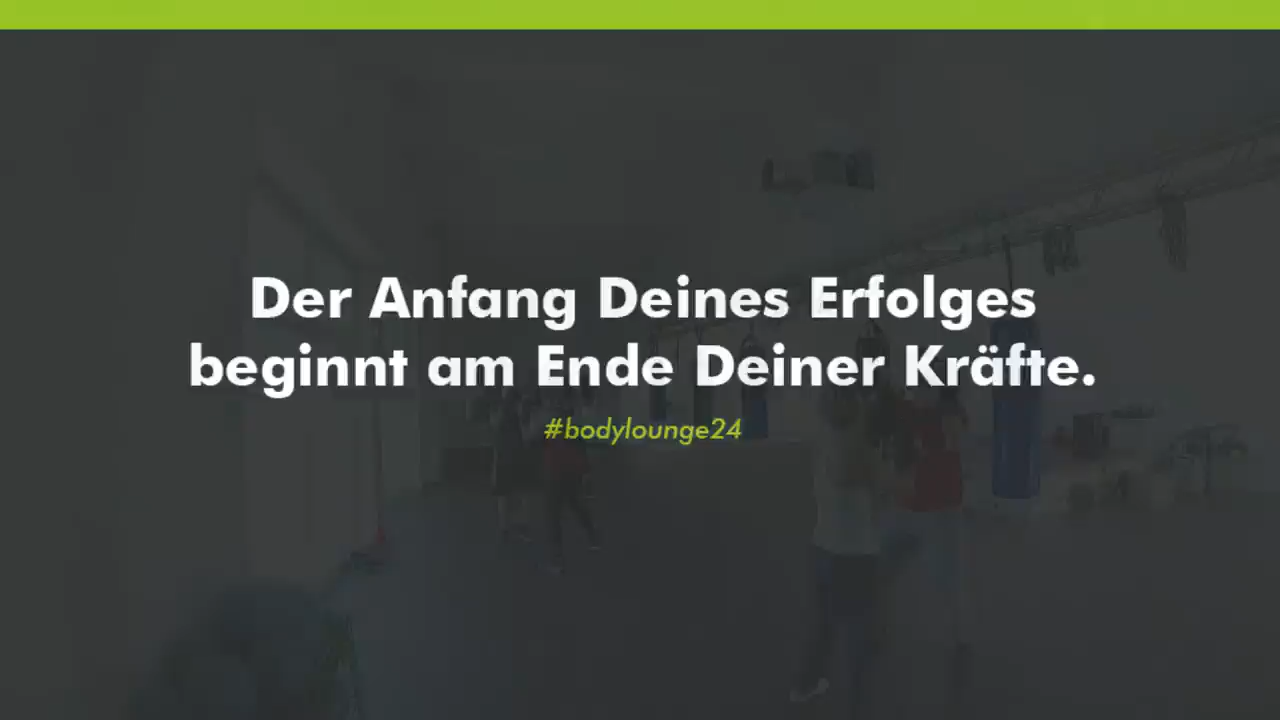 Der Anfang Deines Erfolges
beginnt am Ende Deiner Kräfte.
#bodylounge24